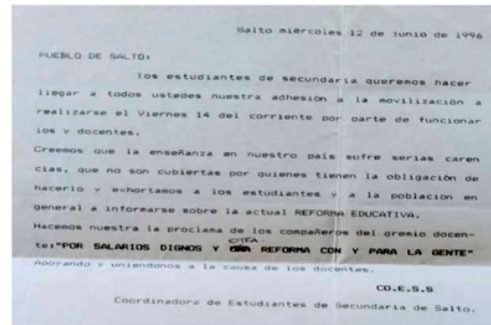 Salto miércoles 12 de junio de 1996
PUEBLO DE SALTO:
los estudiantes de secundaria queremos hacer
llegar a todos ustedes nuestra adhesión a la movilización a
realizarse el Viernes 14 del corriente por parte de funcionar
ios y docentes.
Creemos que la enseñanza en nuestro país sufre serias caren
cias, que no son cubiertas por quienes tienen la obligación de
hacerlo y exhortamos a los estudiantes y a la población en
general a informarse sobre la actual REFORMA EDUCATIVA.
Hacemos nuestra la proclama de los compañeros del gremio docen-
te:"POR SALARIOS DIGNOS Y OTRA REFORMA CON Y PARA LA GENTE"
Apoyando y uniendonos a la causa de los docentes.
CO.E.S.S
Coordinadora de Estudiantes de Secundaria de Salto.